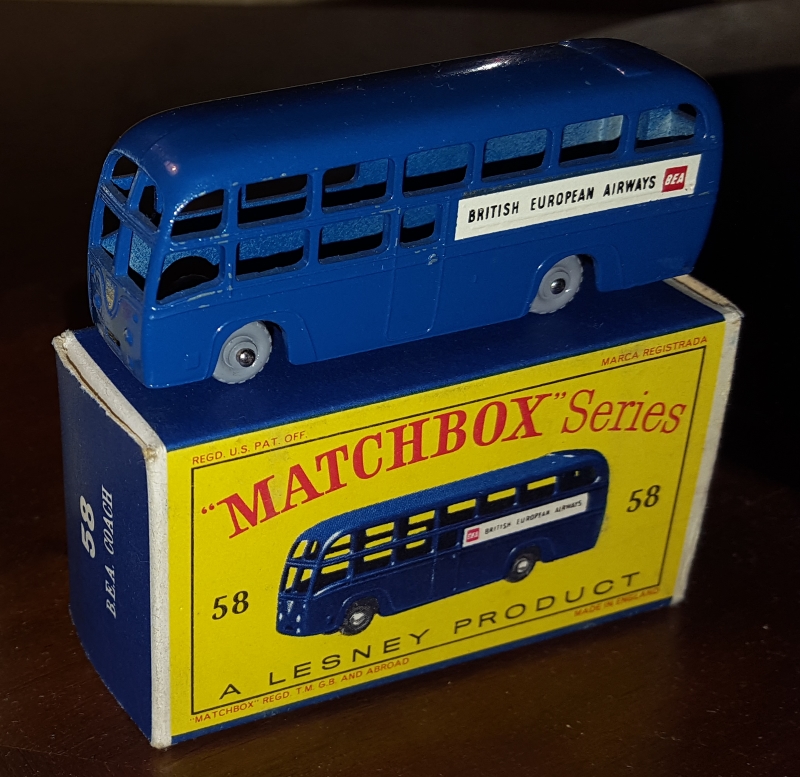 BRITISH EUROPEAN AIRWAYS BEA
MARCA REGISTRADA
REGD. U.S. PAT. OFF.
"MATCHBOX" Series
BEA BRITISH EUROPEAN AIRWAYS
58
58
A LESNEY PRODUCT
MADE IN ENGLAND
"MATCHBOX" REGD. T.M. G.B. AND ABROAD
58
B.E.A. COACH